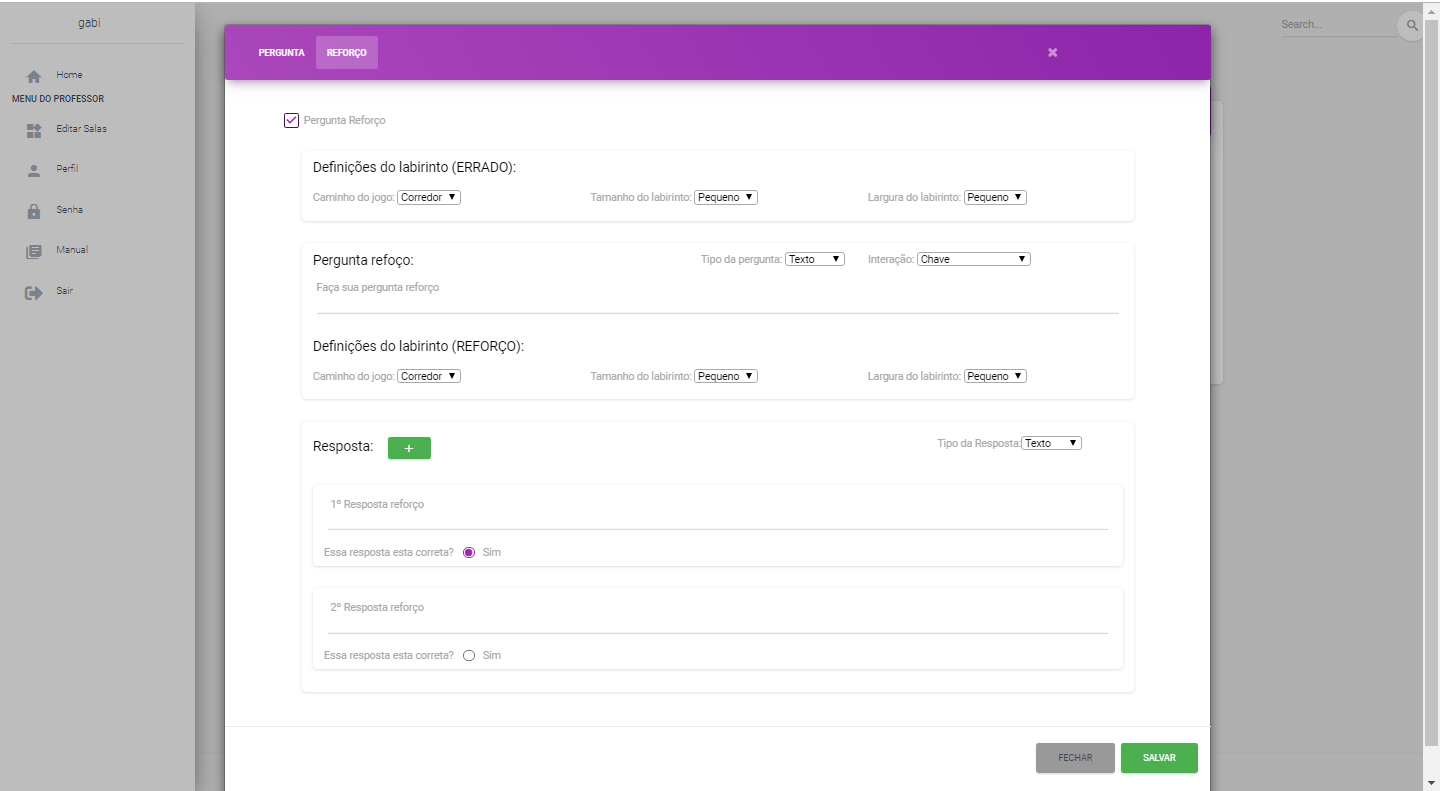 gabi
Home
MENU DO PROFESSOR
Editar Salas
Perfil
Senha
Manual
Sair
Search...
PERGUNTA REFORÇO
Pergunta Reforço
Definições do labirinto (ERRADO):
Caminho do jogo: Corredor Tamanho do labirinto: Pequeno Largura do labirinto: Pequeno
Pergunta refoço: Tipo da pergunta: Texto Interação: Chave
Faça sua pergunta reforço
Definições do labirinto (REFORÇO):
Caminho do jogo: Corredor Tamanho do labirinto: Pequeno Largura do labirinto: Pequeno
Resposta: + Tipo da Resposta: Texto
1º Resposta reforço
Essa resposta esta correta? Sim
2º Resposta reforço
Essa resposta esta correta? Sim
FECHAR SALVAR